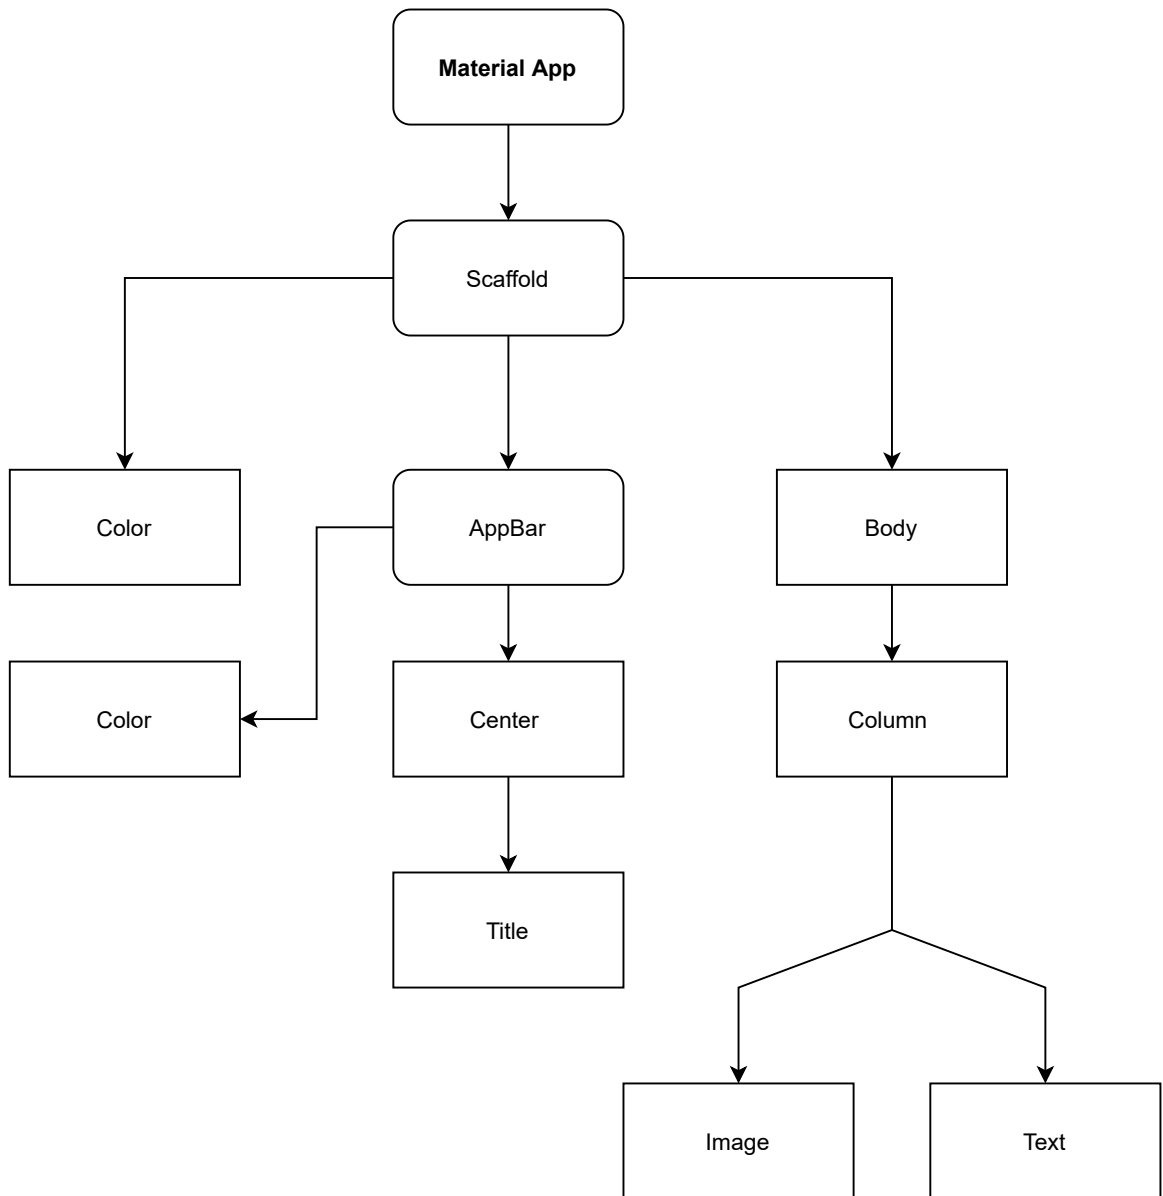 Material App
Scaffold
Color
AppBar
Body
Color
Center
Column
Title
Image
Text